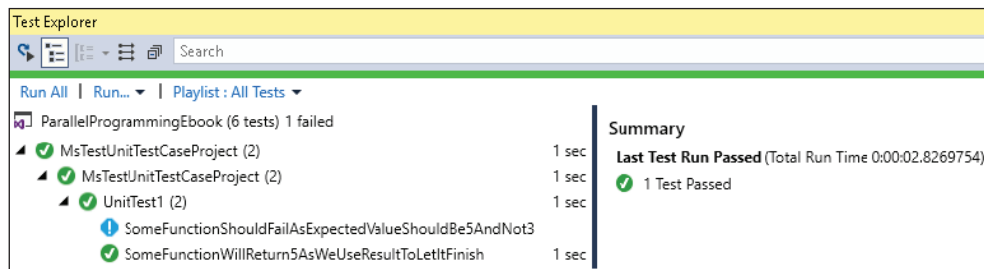 Test Explorer
Search
Run All | Run... | Playlist : All Tests
ParallelProgrammingEbook (6 tests) 1 failed
MsTestUnitTestCaseProject (2) 1 sec
MsTestUnitTestCaseProject (2) 1 sec
UnitTest1 (2) 1 sec
SomeFunctionShouldFailAsExpectedValueShouldBe5AndNot3
SomeFunctionWillReturn5AsWeUseResultToLetItFinish 1 sec
Summary
Last Test Run Passed (Total Run Time 0:00:02.8269754)
1 Test Passed